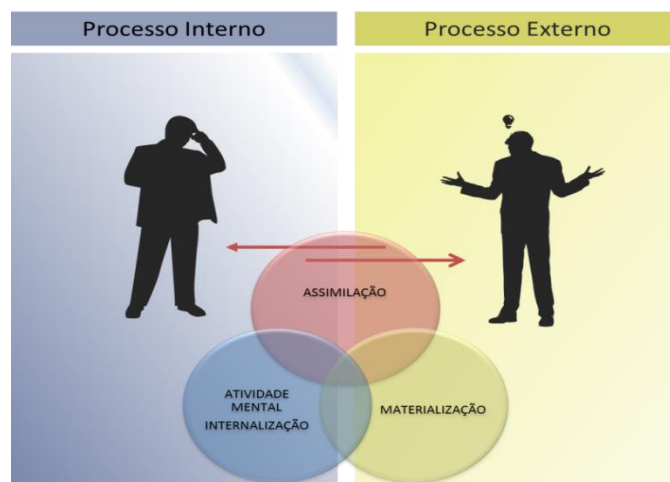 Processo Interno
Processo Externo
ASSIMILAÇÃO
ATIVIDADE
MENTAL
INTERNALIZAÇÃO
MATERIALIZAÇÃO